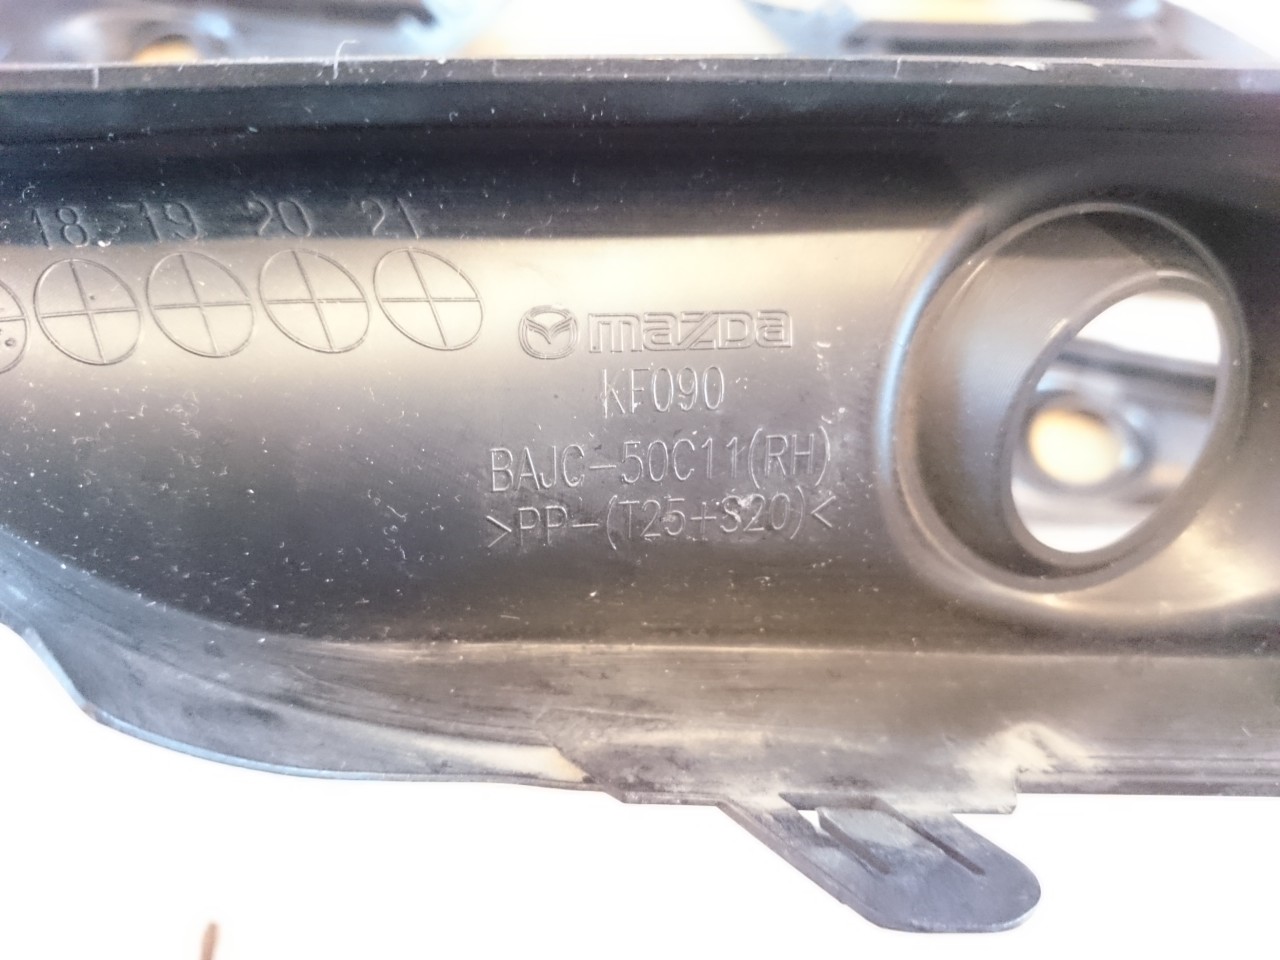 18 19 20 21
mazda
KF090
BAJC-50C11(RH)
>PP-(T25+S20)<